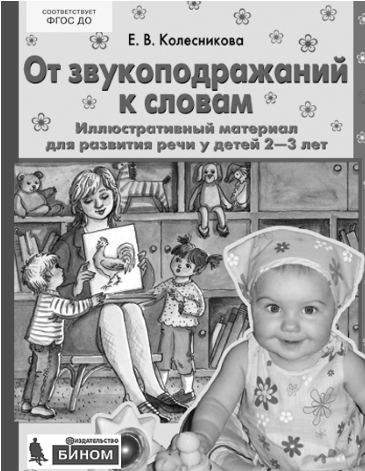 СООТВЕТСТВУЕТ
ФГОС ДО
Е. В. Колесникова
От звукоподражаний
к словам
Иллюстративный материал
для развития речи у детей 2—3 лет
ИЗДАТЕЛЬСТВО
БИНОМ